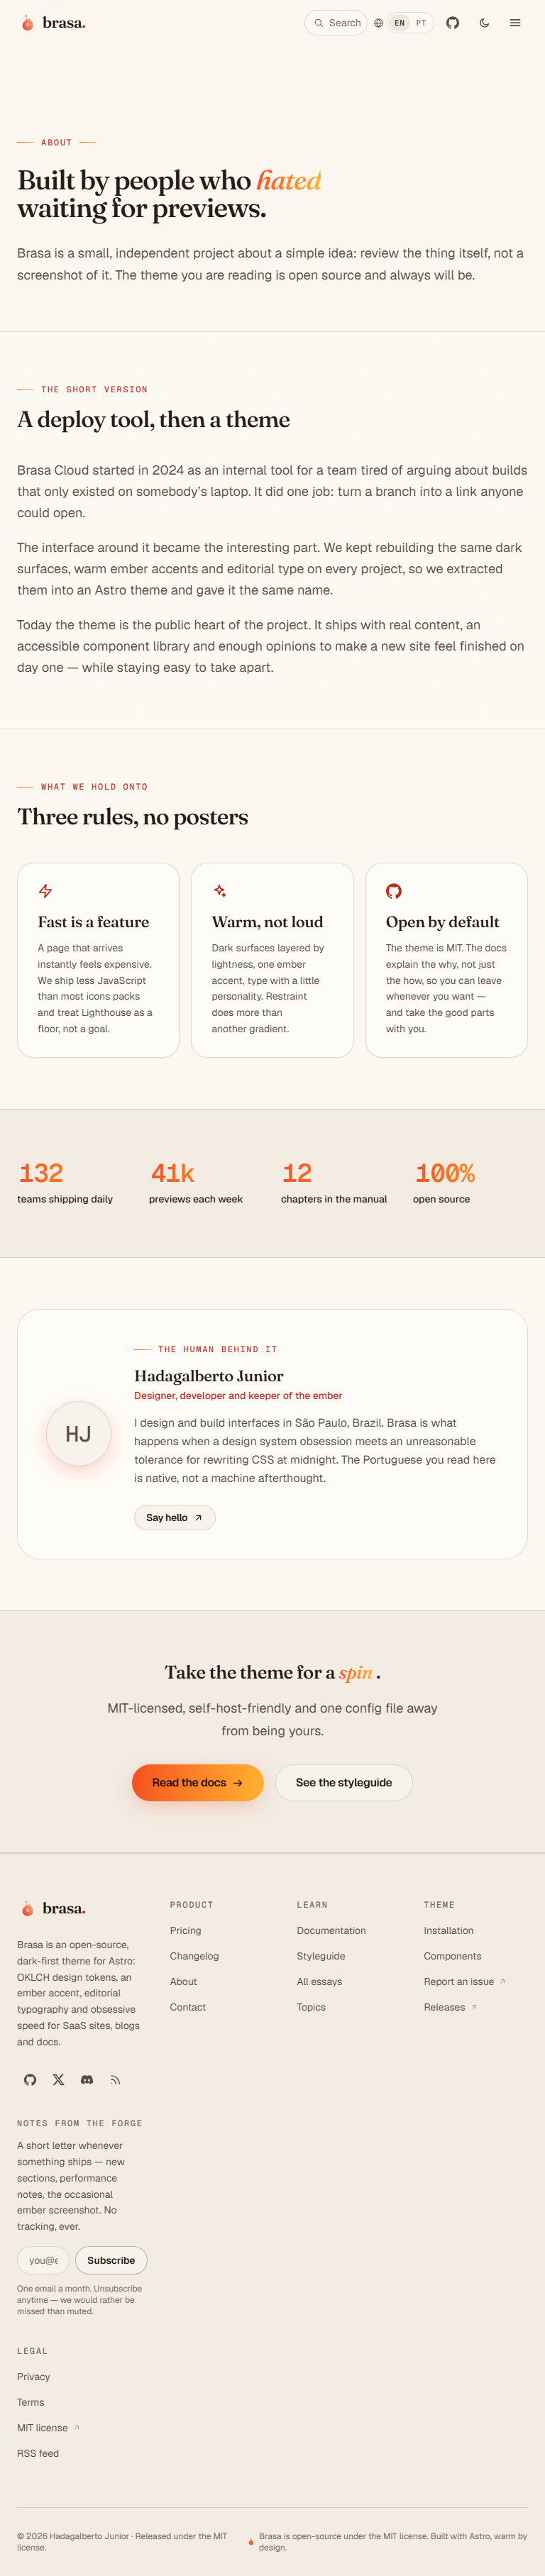 brasa.
Search
EN PT
ABOUT
Built by people who hated
waiting for previews.
Brasa is a small, independent project about a simple idea: review the thing itself, not a
screenshot of it. The theme you are reading is open source and always will be.
THE SHORT VERSION
A deploy tool, then a theme
Brasa Cloud started in 2024 as an internal tool for a team tired of arguing about builds
that only existed on somebody’s laptop. It did one job: turn a branch into a link anyone
could open.
The interface around it became the interesting part. We kept rebuilding the same dark
surfaces, warm ember accents and editorial type on every project, so we extracted
them into an Astro theme and gave it the same name.
Today the theme is the public heart of the project. It ships with real content, an
accessible component library and enough opinions to make a new site feel finished on
day one — while staying easy to take apart.
WHAT WE HOLD ONTO
Three rules, no posters
Fast is a feature
A page that arrives
instantly feels expensive.
We ship less JavaScript
than most icons packs
and treat Lighthouse as a
floor, not a goal.
Warm, not loud
Dark surfaces layered by
lightness, one ember
accent, type with a little
personality. Restraint
does more than
another gradient.
Open by default
The theme is MIT. The docs
explain the why, not just
the how, so you can leave
whenever you want —
and take the good parts
with you.
132
teams shipping daily
41k
previews each week
12
chapters in the manual
100%
open source
HJ
THE HUMAN BEHIND IT
Hadagalberto Junior
Designer, developer and keeper of the ember
I design and build interfaces in São Paulo, Brazil. Brasa is what
happens when a design system obsession meets an unreasonable
tolerance for rewriting CSS at midnight. The Portuguese you read here
is native, not a machine afterthought.
Say hello
Take the theme for a spin .
MIT-licensed, self-host-friendly and one config file away
from being yours.
Read the docs
See the styleguide
brasa.
Brasa is an open-source,
dark-first theme for Astro:
OKLCH design tokens, an
ember accent, editorial
typography and obsessive
speed for SaaS sites, blogs
and docs.
PRODUCT
Pricing
Changelog
About
Contact
LEARN
Documentation
Styleguide
All essays
Topics
THEME
Installation
Components
Report an issue
Releases
NOTES FROM THE FORGE
A short letter whenever
something ships — new
sections, performance
notes, the occasional
ember screenshot. No
tracking, ever.
you@e
Subscribe
One email a month. Unsubscribe
anytime — we would rather be
missed than muted.
LEGAL
Privacy
Terms
MIT license
RSS feed
© 2026 Hadagalberto Junior · Released under the MIT
license.
Brasa is open-source under the MIT license. Built with Astro, warm by
design.